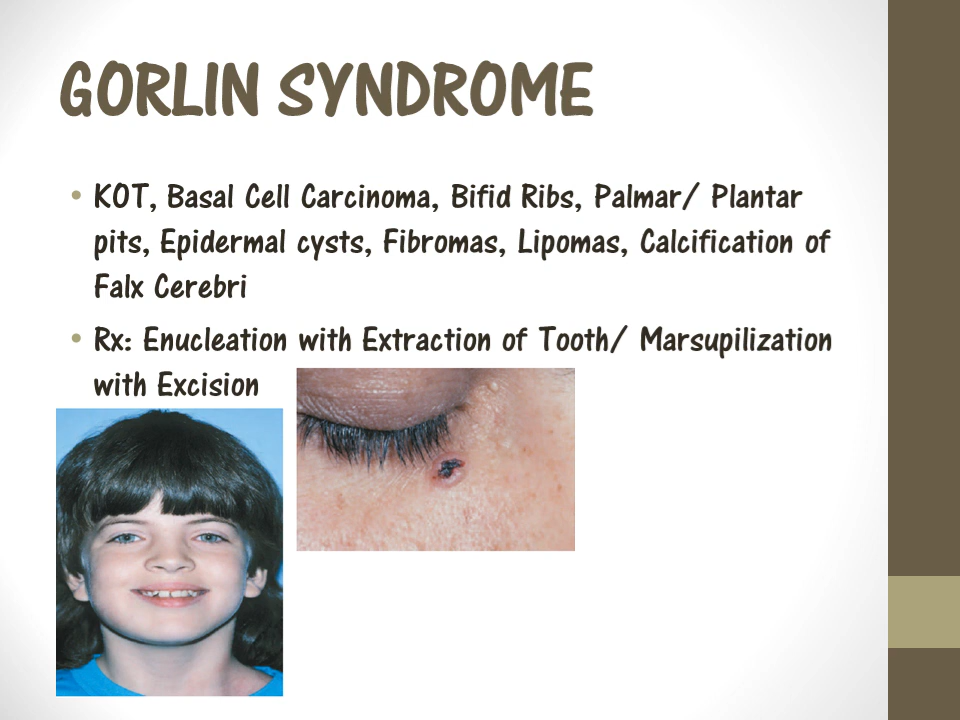 GORLIN SYNDROME
• KOT, Basal Cell Carcinoma, Bifid Ribs, Palmar/ Plantar
pits, Epidermal cysts, Fibromas, Lipomas, Calcification of
Falx Cerebri
• Rx: Enucleation with Extraction of Tooth/ Marsupilization
with Excision